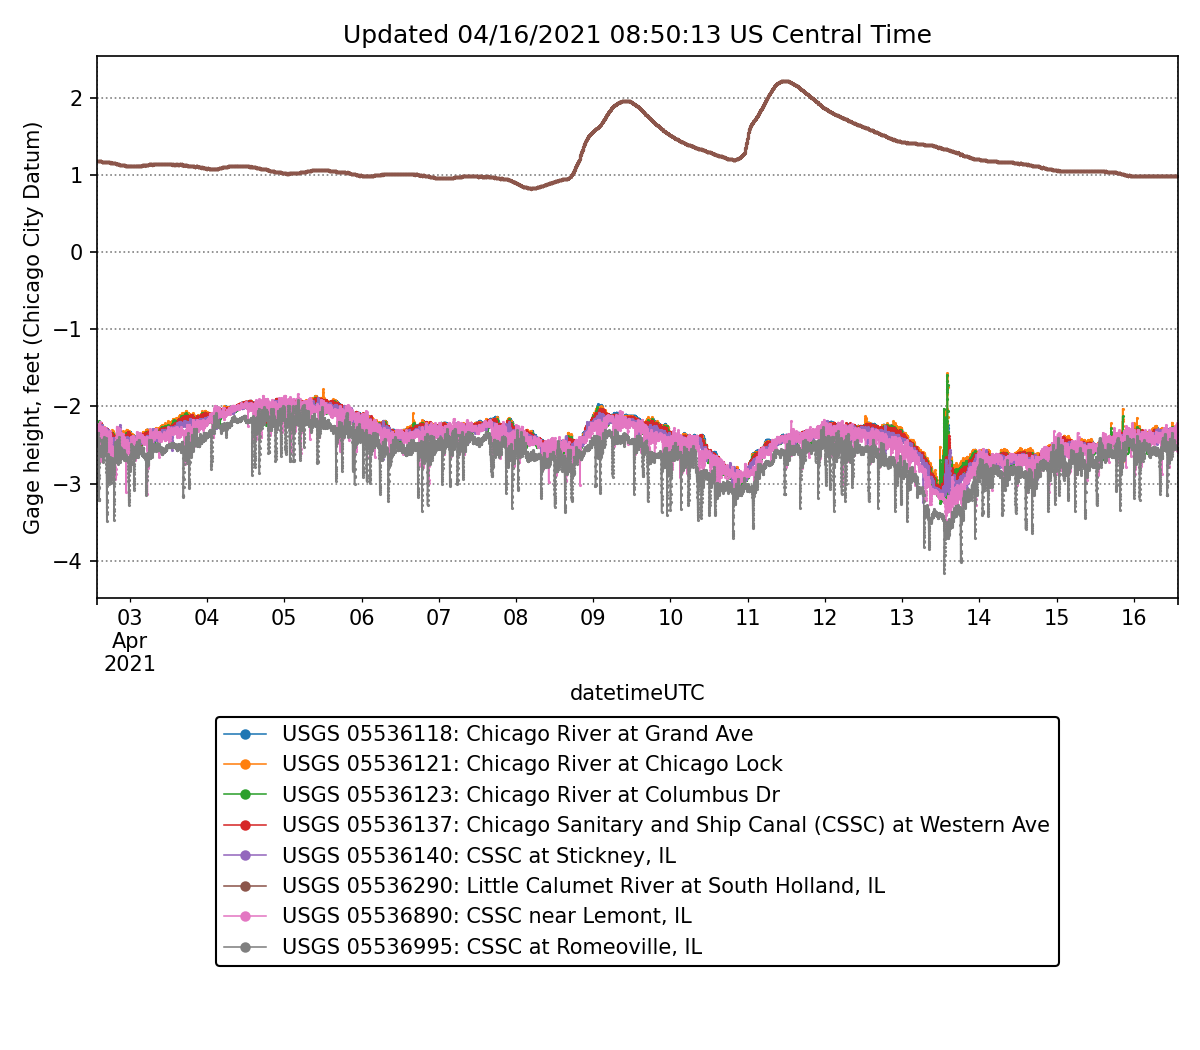 Updated 04/16/2021 08:50:13 US Central Time
Gage height, feet (Chicago City Datum)
2
1
0
−1
−2
−3
−4
03 04 05 06 07 08 09 10 11 12 13 14 15 16
Apr
2021
datetimeUTC
USGS 05536118: Chicago River at Grand Ave
USGS 05536121: Chicago River at Chicago Lock
USGS 05536123: Chicago River at Columbus Dr
USGS 05536137: Chicago Sanitary and Ship Canal (CSSC) at Western Ave
USGS 05536140: CSSC at Stickney, IL
USGS 05536290: Little Calumet River at South Holland, IL
USGS 05536890: CSSC near Lemont, IL
USGS 05536995: CSSC at Romeoville, IL